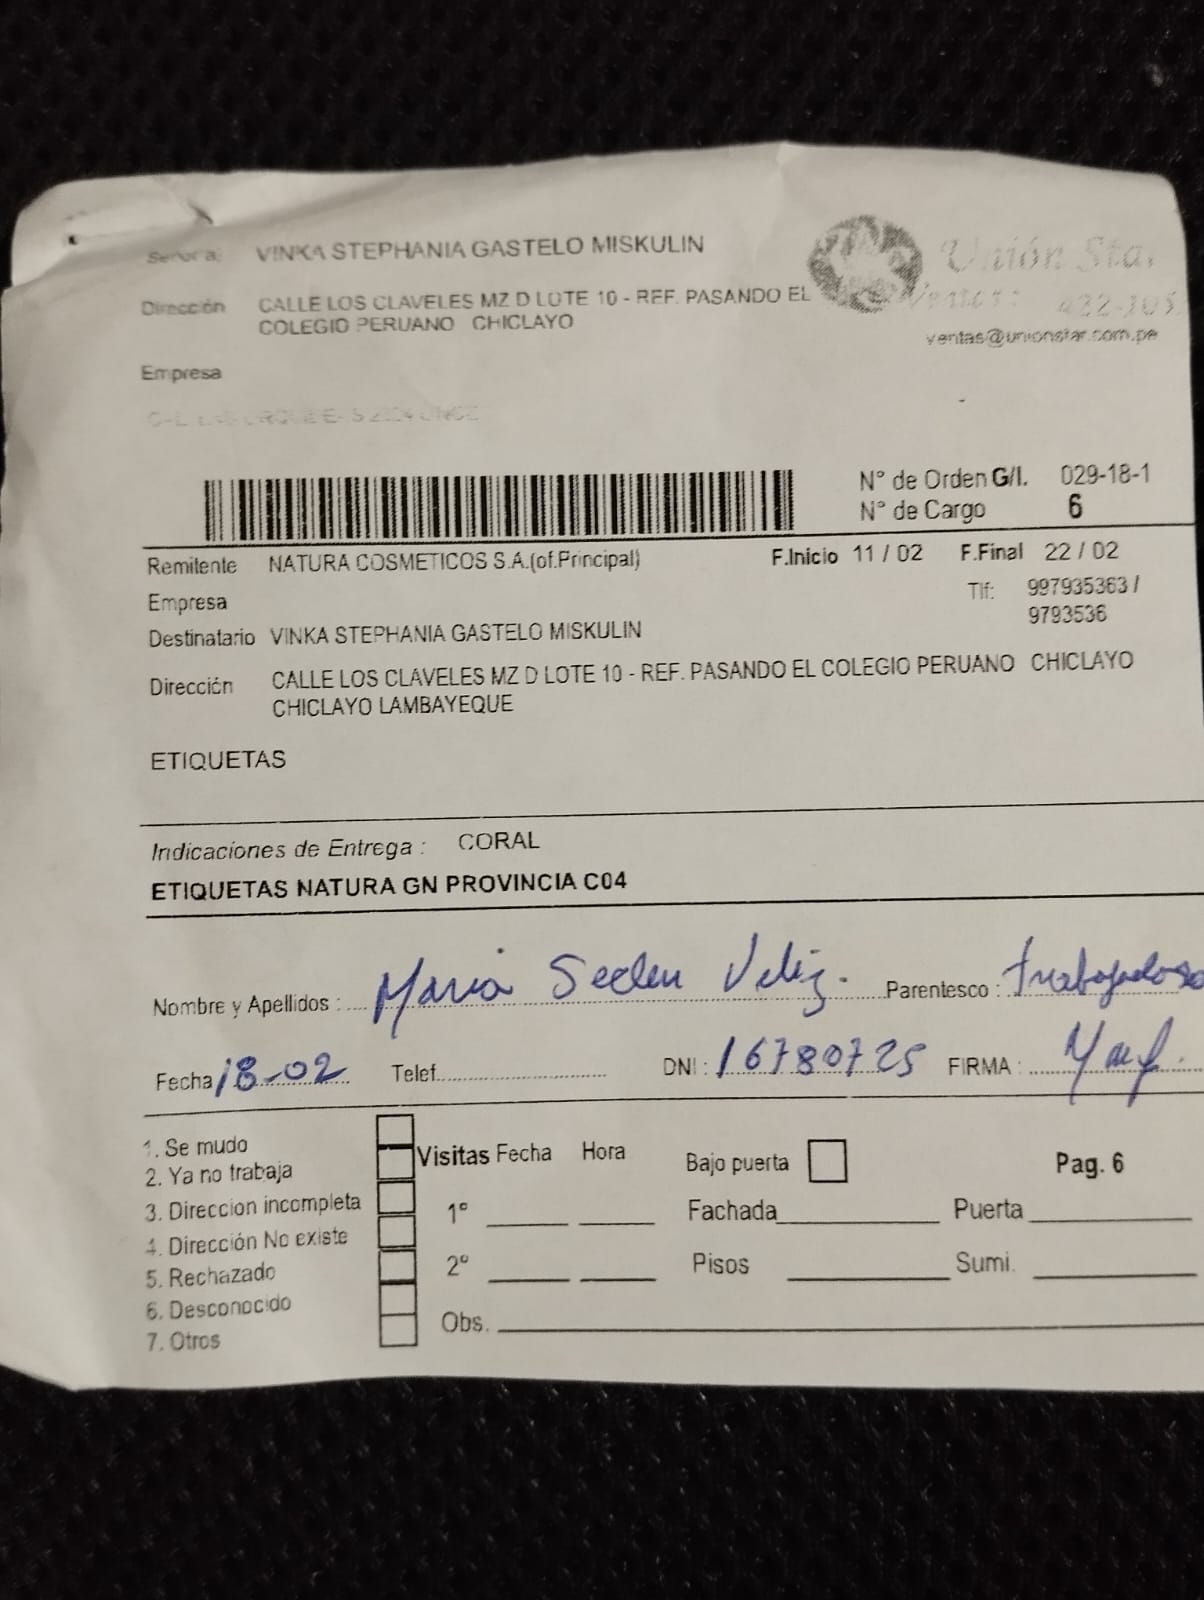 Señor a: VINKA STEPHANIA GASTELO MISKULIN
Unión Star
Dirección CALLE LOS CLAVELES MZ D LOTE 10 - REF. PASANDO EL
COLEGIO PERUANO CHICLAYO
Ventas:
ventas@unionstar.com.pe
Empresa
N° de Orden G/I. 029-18-1
N° de Cargo 6
Remitente NATURA COSMETICOS S.A.(of.Principal) F.Inicio 11 / 02 F.Final 22 / 02
Empresa Tlf: 997935363 /
9793536
Destinatario VINKA STEPHANIA GASTELO MISKULIN
Dirección CALLE LOS CLAVELES MZ D LOTE 10 - REF. PASANDO EL COLEGIO PERUANO CHICLAYO
CHICLAYO LAMBAYEQUE
ETIQUETAS
Indicaciones de Entrega : CORAL
ETIQUETAS NATURA GN PROVINCIA C04
Nombre y Apellidos : Maria Veliz. Parentesco : trabajadora
Fecha 18-02 Telef. DNI : 16780725 FIRMA :
1. Se mudo
2. Ya no trabaja
3. Direccion incompleta
4. Dirección No existe
5. Rechazado
6. Desconocido
7. Otros
Visitas Fecha Hora Bajo puerta Pag. 6
1° Fachada Puerta
2° Pisos Sumi.
Obs.